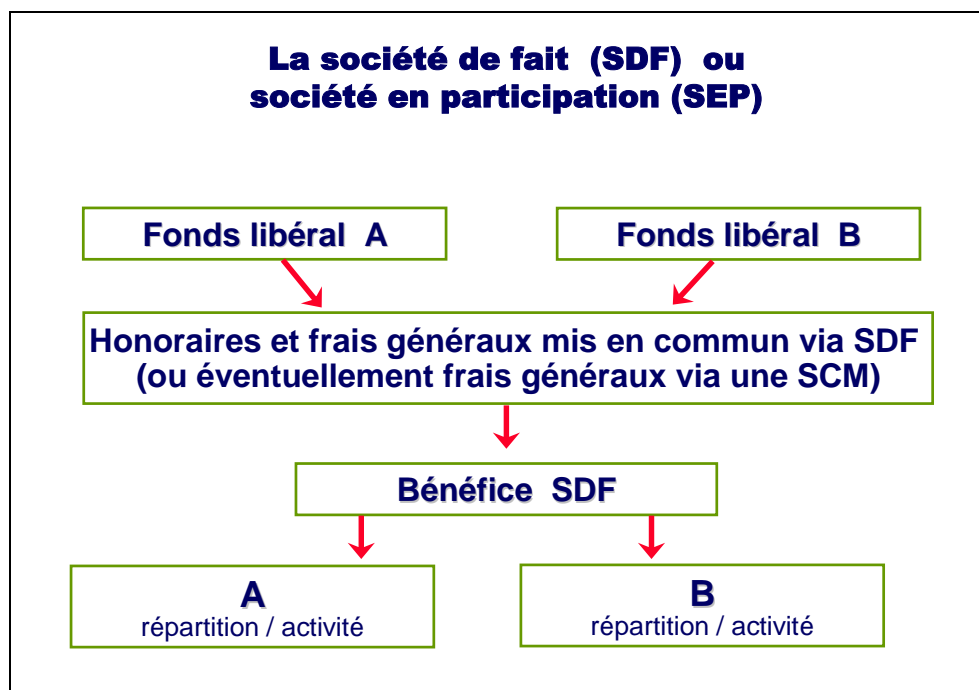 La société de fait (SDF) ou
société en participation (SEP)
Fonds libéral A
Fonds libéral B
Honoraires et frais généraux mis en commun via SDF
(ou éventuellement frais généraux via une SCM)
Bénéfice SDF
A
répartition / activité
B
répartition / activité